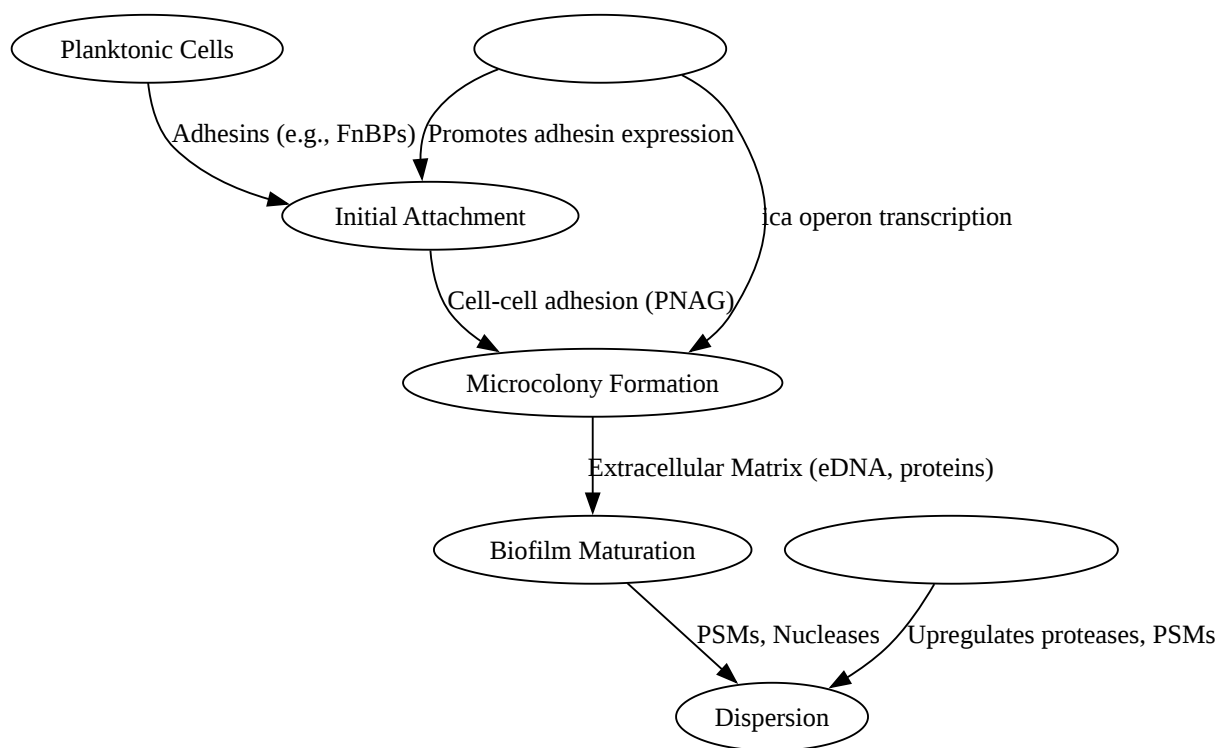 Planktonic Cells
Adhesins (e.g., FnBPs)
Promotes adhesin expression
Initial Attachment
ica operon transcription
Cell-cell adhesion (PNAG)
Microcolony Formation
Extracellular Matrix (eDNA, proteins)
Biofilm Maturation
PSMs, Nucleases
Upregulates proteases, PSMs
Dispersion